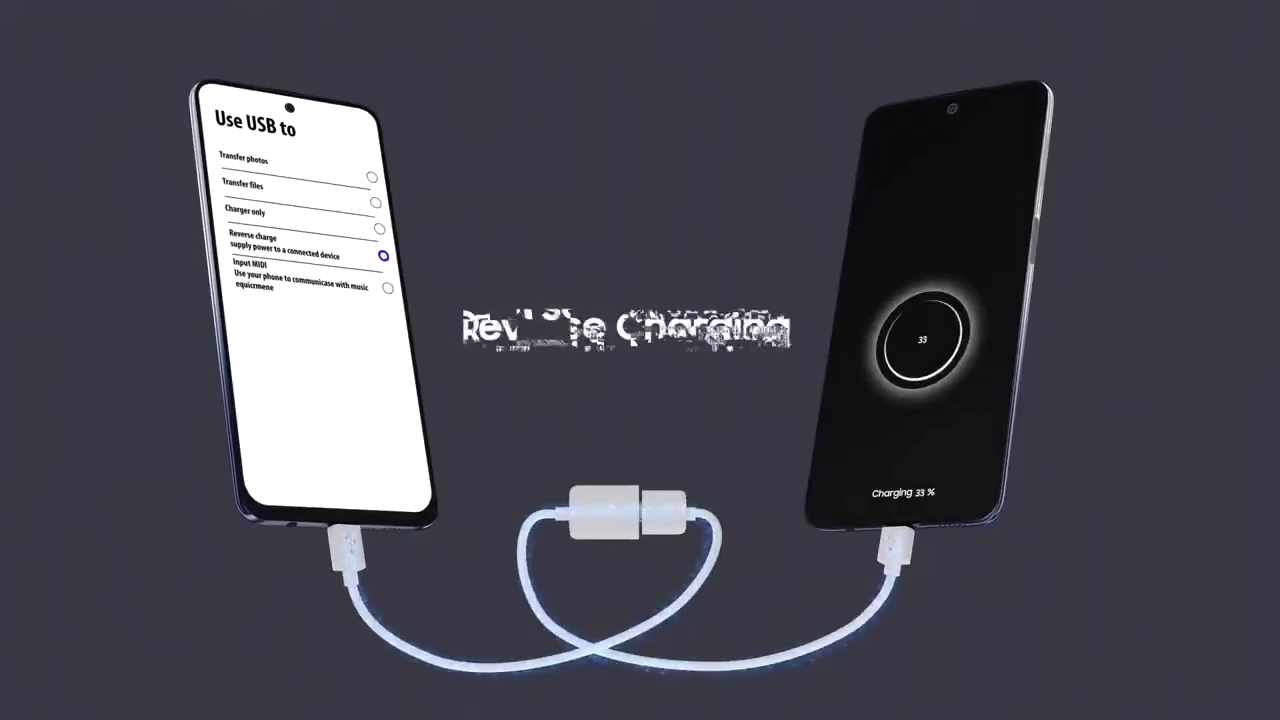 Use USB to
Transfer photos
Transfer files
Charger only
Reverse charge
supply power to a connected device
Input MIDI
Use your phone to communicase with music
equicrmene
Charging
33
Charging 33 %